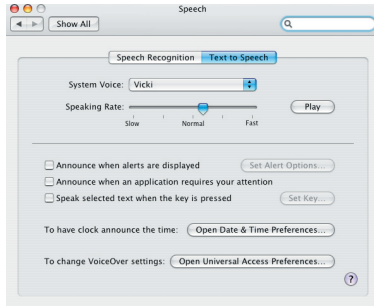 Speech
Show All
Speech Recognition Text to Speech
System Voice: Vicki
Speaking Rate: Play
Slow Normal Fast
Announce when alerts are displayed Set Alert Options...
Announce when an application requires your attention
Speak selected text when the key is pressed Set Key...
To have clock announce the time: Open Date & Time Preferences...
To change VoiceOver settings: Open Universal Access Preferences...
?